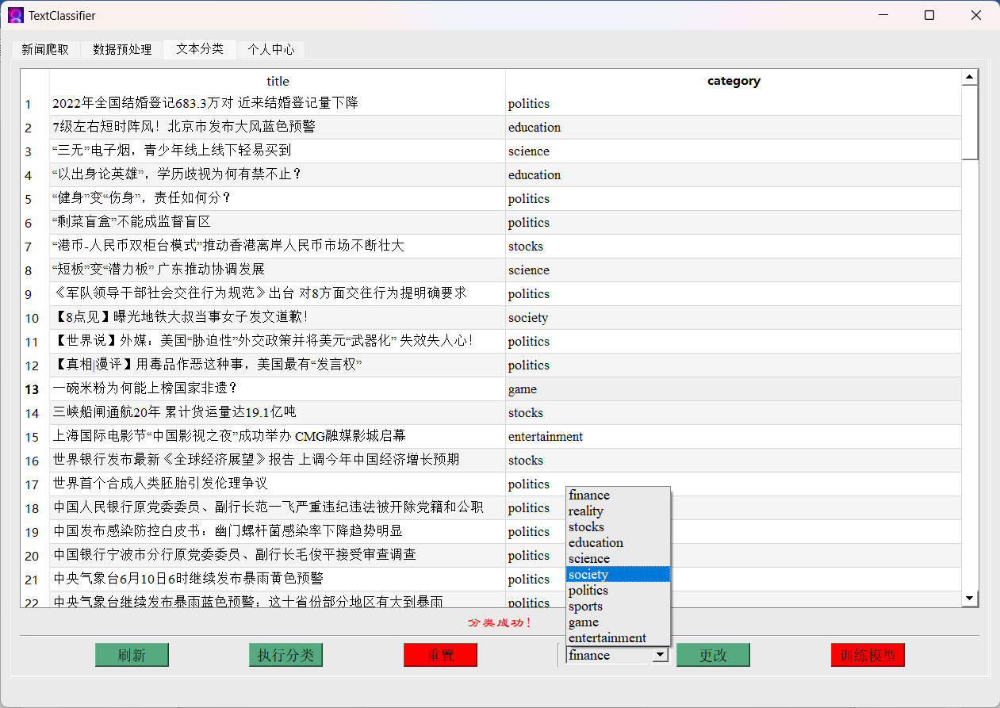 TextClassifier
新闻爬取 数据预处理 文本分类 个人中心
title category
1 2022年全国结婚登记683.3万对 近来结婚登记量下降 politics
2 7级左右短时阵风！北京市发布大风蓝色预警 education
3 “三无”电子烟，青少年线上线下轻易买到 science
4 “以出身论英雄”，学历歧视为何有禁不止？ education
5 “健身”变“伤身”，责任如何分？ politics
6 “剩菜盲盒”不能成监督盲区 politics
7 “港币-人民币双柜台模式”推动香港离岸人民币市场不断壮大 stocks
8 “短板”变“潜力板” 广东推动协调发展 science
9 《军队领导干部社会交往行为规范》出台 对8方面交往行为提明确要求 politics
10 【8点见】曝光地铁大叔当事女子发文道歉！ society
11 【世界说】外媒：美国“胁迫性”外交政策并将美元“武器化” 失效失人心！ politics
12 【真相|漫评】用毒品作恶这种事，美国最有“发言权” politics
13 一碗米粉为何能上榜国家非遗？ game
14 三峡船闸通航20年 累计货运量达19.1亿吨 stocks
15 上海国际电影节“中国影视之夜”成功举办 CMG融媒影城启幕 entertainment
16 世界银行发布最新《全球经济展望》报告 上调今年中国经济增长预期 stocks
17 世界首个合成人类胚胎引发伦理争议 politics
18 中国人民银行原党委委员、副行长范一飞严重违纪违法被开除党籍和公职 politics
19 中国发布感染防控白皮书：幽门螺杆菌感染率下降趋势明显 politics
20 中国银行宁波市分行原党委委员、副行长毛俊平接受审查调查 politics
21 中央气象台6月10日6时继续发布暴雨黄色预警 politics
22 中央气象台继续发布暴雨蓝色预警：这十省份部分地区有大到暴雨 politics
finance
reality
stocks
education
science
society
politics
sports
game
entertainment
分类成功！
刷新 执行分类 重置 finance 更改 训练模型